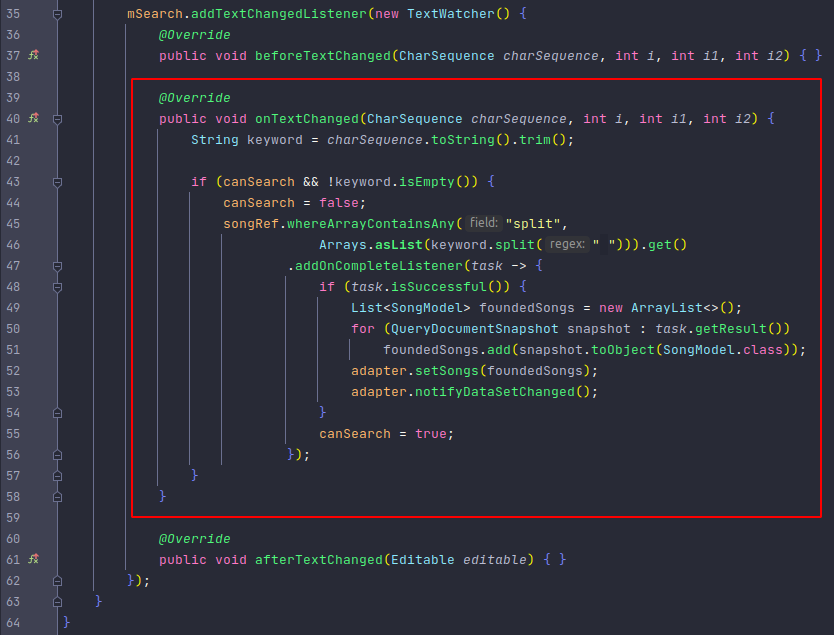 35 mSearch.addTextChangedListener(new TextWatcher() {
36 @Override
37 public void beforeTextChanged(CharSequence charSequence, int i, int i1, int i2) { }
38
39 @Override
40 public void onTextChanged(CharSequence charSequence, int i, int i1, int i2) {
41 String keyword = charSequence.toString().trim();
42
43 if (canSearch && !keyword.isEmpty()) {
44 canSearch = false;
45 songRef.whereArrayContainsAny( field: "split",
46 Arrays.asList(keyword.split( regex: " "))).get()
47 .addOnCompleteListener(task -> {
48 if (task.isSuccessful()) {
49 List<SongModel> foundedSongs = new ArrayList<>();
50 for (QueryDocumentSnapshot snapshot : task.getResult())
51 foundedSongs.add(snapshot.toObject(SongModel.class));
52 adapter.setSongs(foundedSongs);
53 adapter.notifyDataSetChanged();
54 }
55 canSearch = true;
56 });
57 }
58 }
59
60 @Override
61 public void afterTextChanged(Editable editable) { }
62 });
63 }
64 }